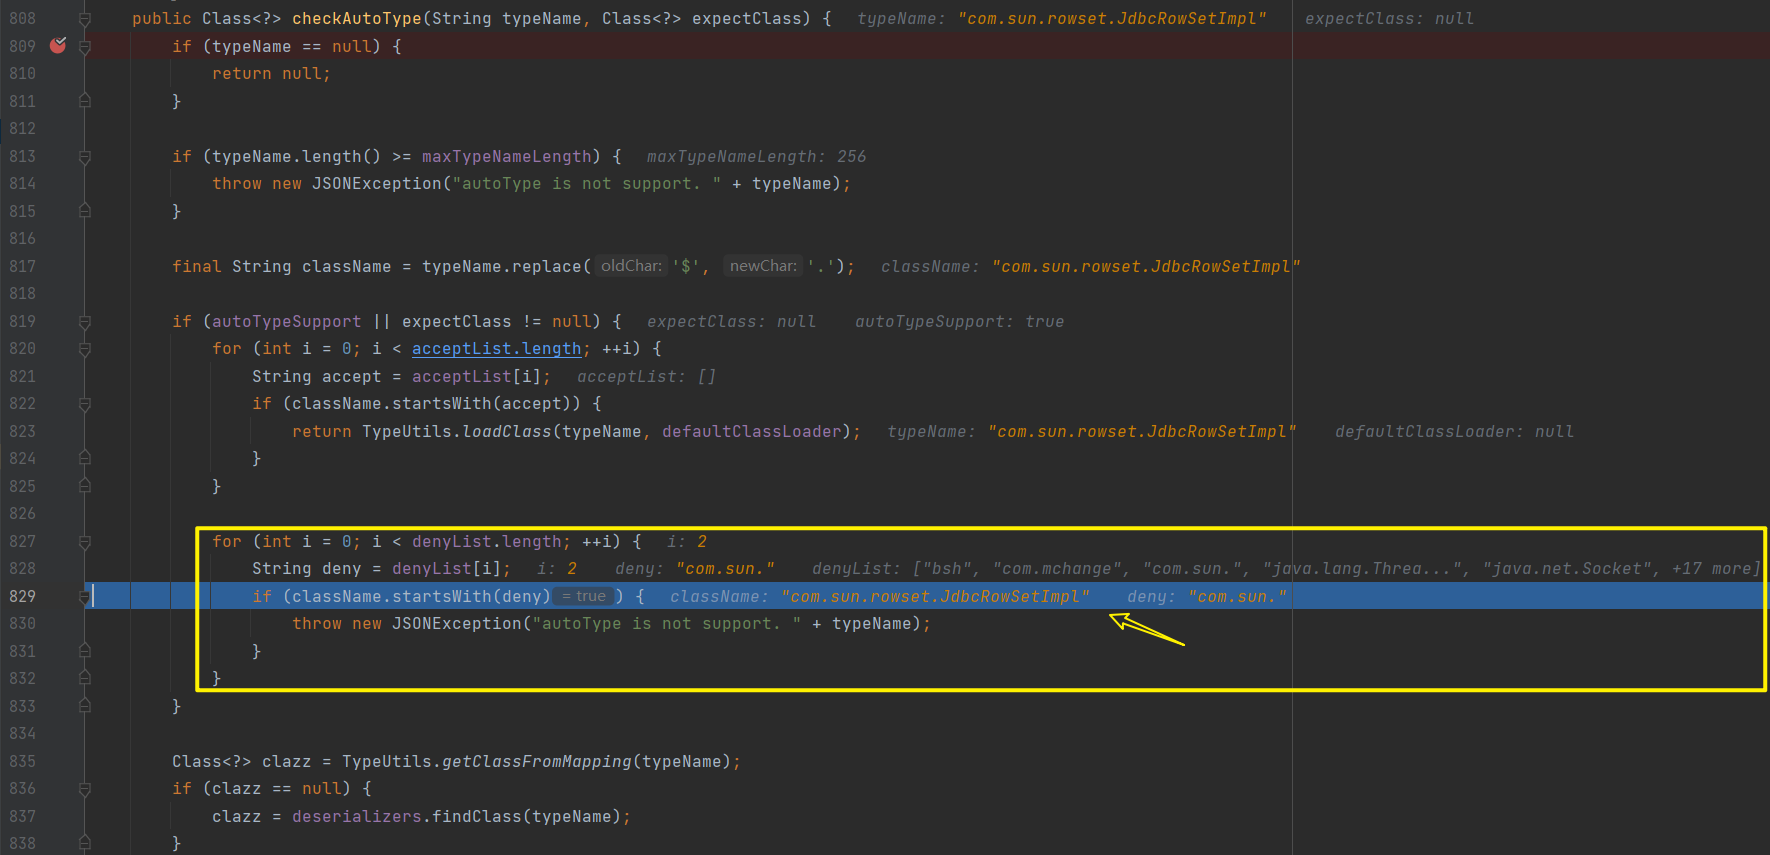 808 public Class<?> checkAutoType(String typeName, Class<?> expectClass) { typeName: "com.sun.rowset.JdbcRowSetImpl" expectClass: null
809 if (typeName == null) {
810 return null;
811 }
812
813 if (typeName.length() >= maxTypeNameLength) { maxTypeNameLength: 256
814 throw new JSONException("autoType is not support. " + typeName);
815 }
816
817 final String className = typeName.replace( oldChar: '$', newChar: '.'); className: "com.sun.rowset.JdbcRowSetImpl"
818
819 if (autoTypeSupport || expectClass != null) { expectClass: null autoTypeSupport: true
820 for (int i = 0; i < acceptList.length; ++i) {
821 String accept = acceptList[i]; acceptList: []
822 if (className.startsWith(accept)) {
823 return TypeUtils.loadClass(typeName, defaultClassLoader); typeName: "com.sun.rowset.JdbcRowSetImpl" defaultClassLoader: null
824 }
825 }
826
827 for (int i = 0; i < denyList.length; ++i) { i: 2
828 String deny = denyList[i]; i: 2 deny: "com.sun." denyList: ["bsh", "com.mchange", "com.sun.", "java.lang.Threa...", "java.net.Socket", +17 more]
829 if (className.startsWith(deny) = true ) { className: "com.sun.rowset.JdbcRowSetImpl" deny: "com.sun."
830 throw new JSONException("autoType is not support. " + typeName);
831 }
832 }
833 }
834
835 Class<?> clazz = TypeUtils.getClassFromMapping(typeName);
836 if (clazz == null) {
837 clazz = deserializers.findClass(typeName);
838 }